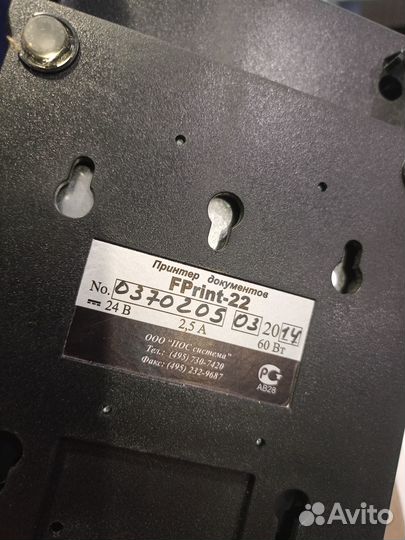 Принтер документов
FPrint-22
No. 0370205 03 2014
24 В 2,5 А 60 Вт
ООО "ПОС система"
Тел.: (495) 730-7420
Факс: (495) 232-9687
РС
АВ28
Avito